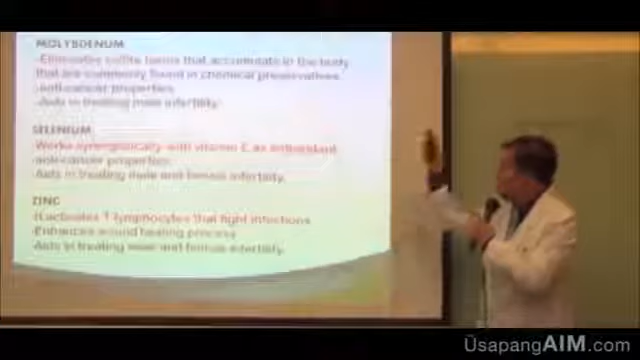 MOLYBDENUM
-Eliminates sulfite toxins that accumulate in the body
that are commonly found in chemical preservatives
-anti-cancer properties
-Aids in treating male infertility.
SELENIUM
Works synergistically with vitamin E as antioxidant
anti-cancer properties
-Aids in treating male and female infertility.
ZINC
-It activates T lymphocytes that fight infections
-Enhances wound healing process
-Aids in treating male and female infertility.
UsapangAIM.com